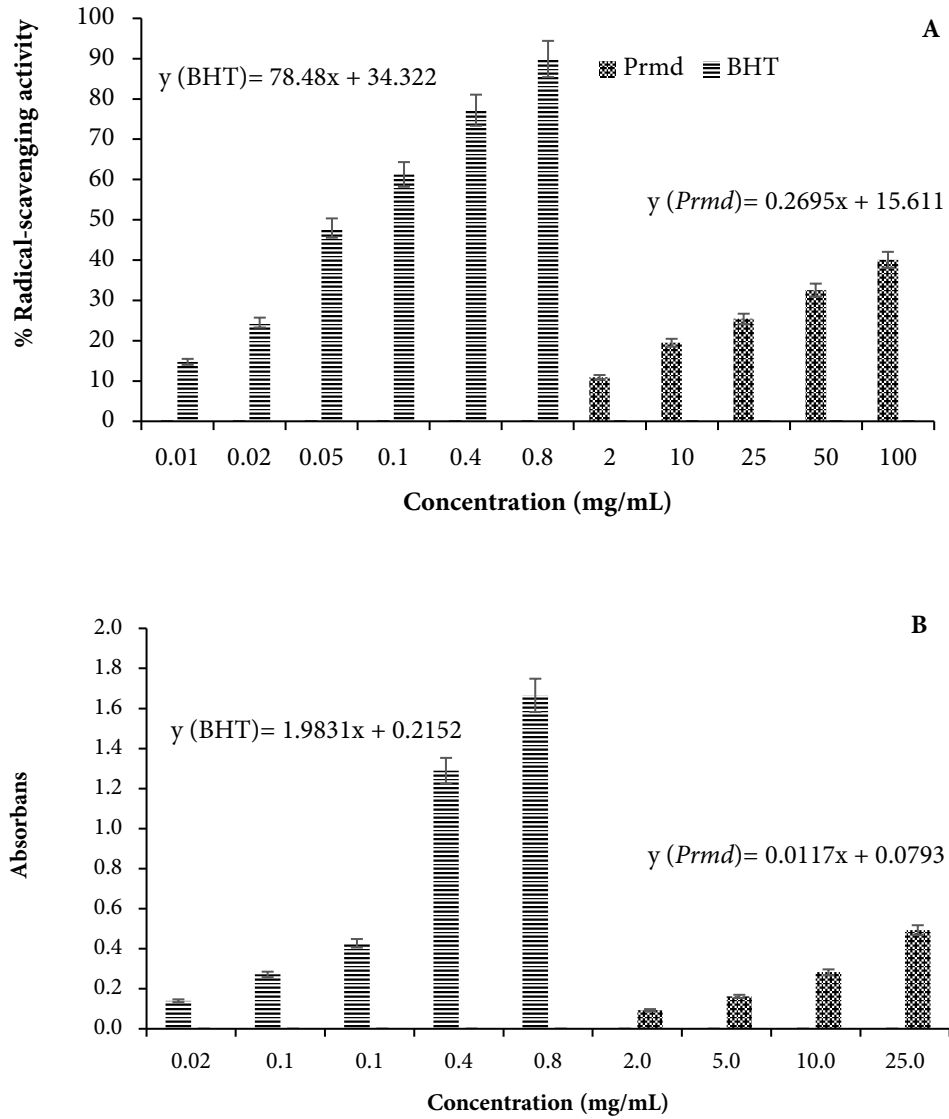 A
100
90
80
70
60
50
40
30
20
10
0
% Radical-scavenging activity
y (BHT)= 78.48x + 34.322
Prmd BHT
y (Prmd)= 0.2695x + 15.611
0.01 0.02 0.05 0.1 0.4 0.8 2 10 25 50 100
Concentration (mg/mL)
B
2.0
1.8
1.6
1.4
1.2
1.0
0.8
0.6
0.4
0.2
0.0
Absorbans
y (BHT)= 1.9831x + 0.2152
y (Prmd)= 0.0117x + 0.0793
0.02 0.1 0.1 0.4 0.8 2.0 5.0 10.0 25.0
Concentration (mg/mL)